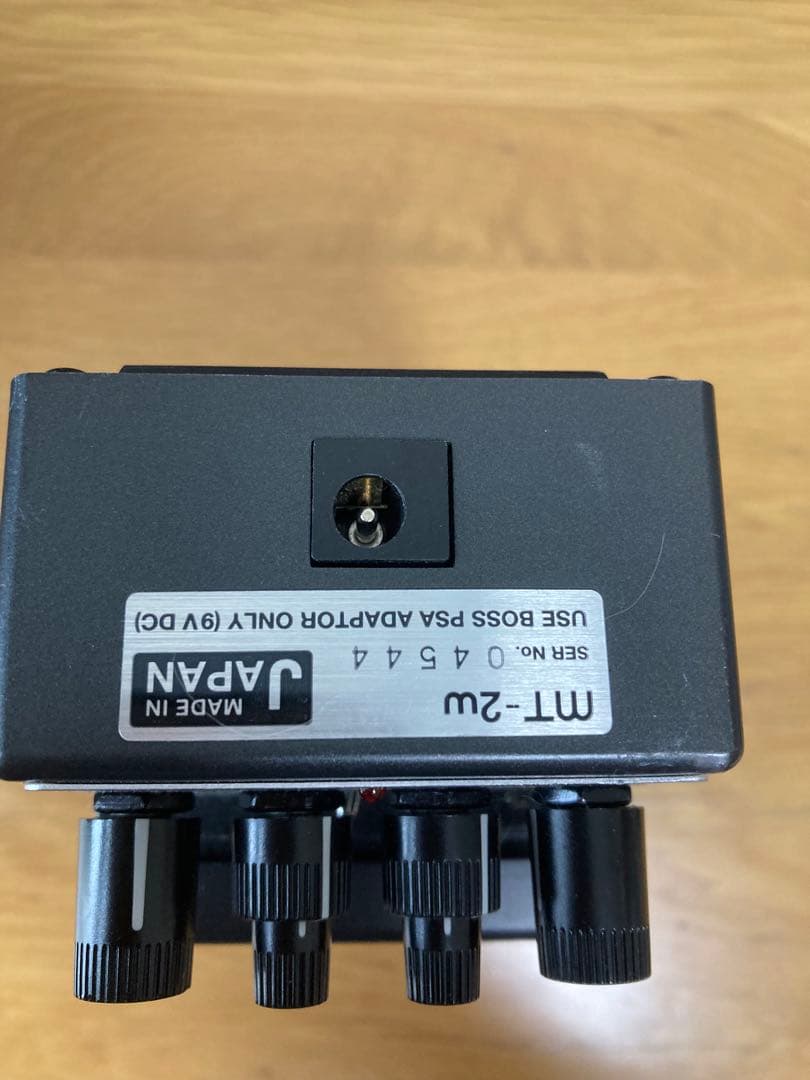 MT-2w
SER No. 04544
MADE IN
JAPAN
USE BOSS PSA ADAPTOR ONLY (9V DC)